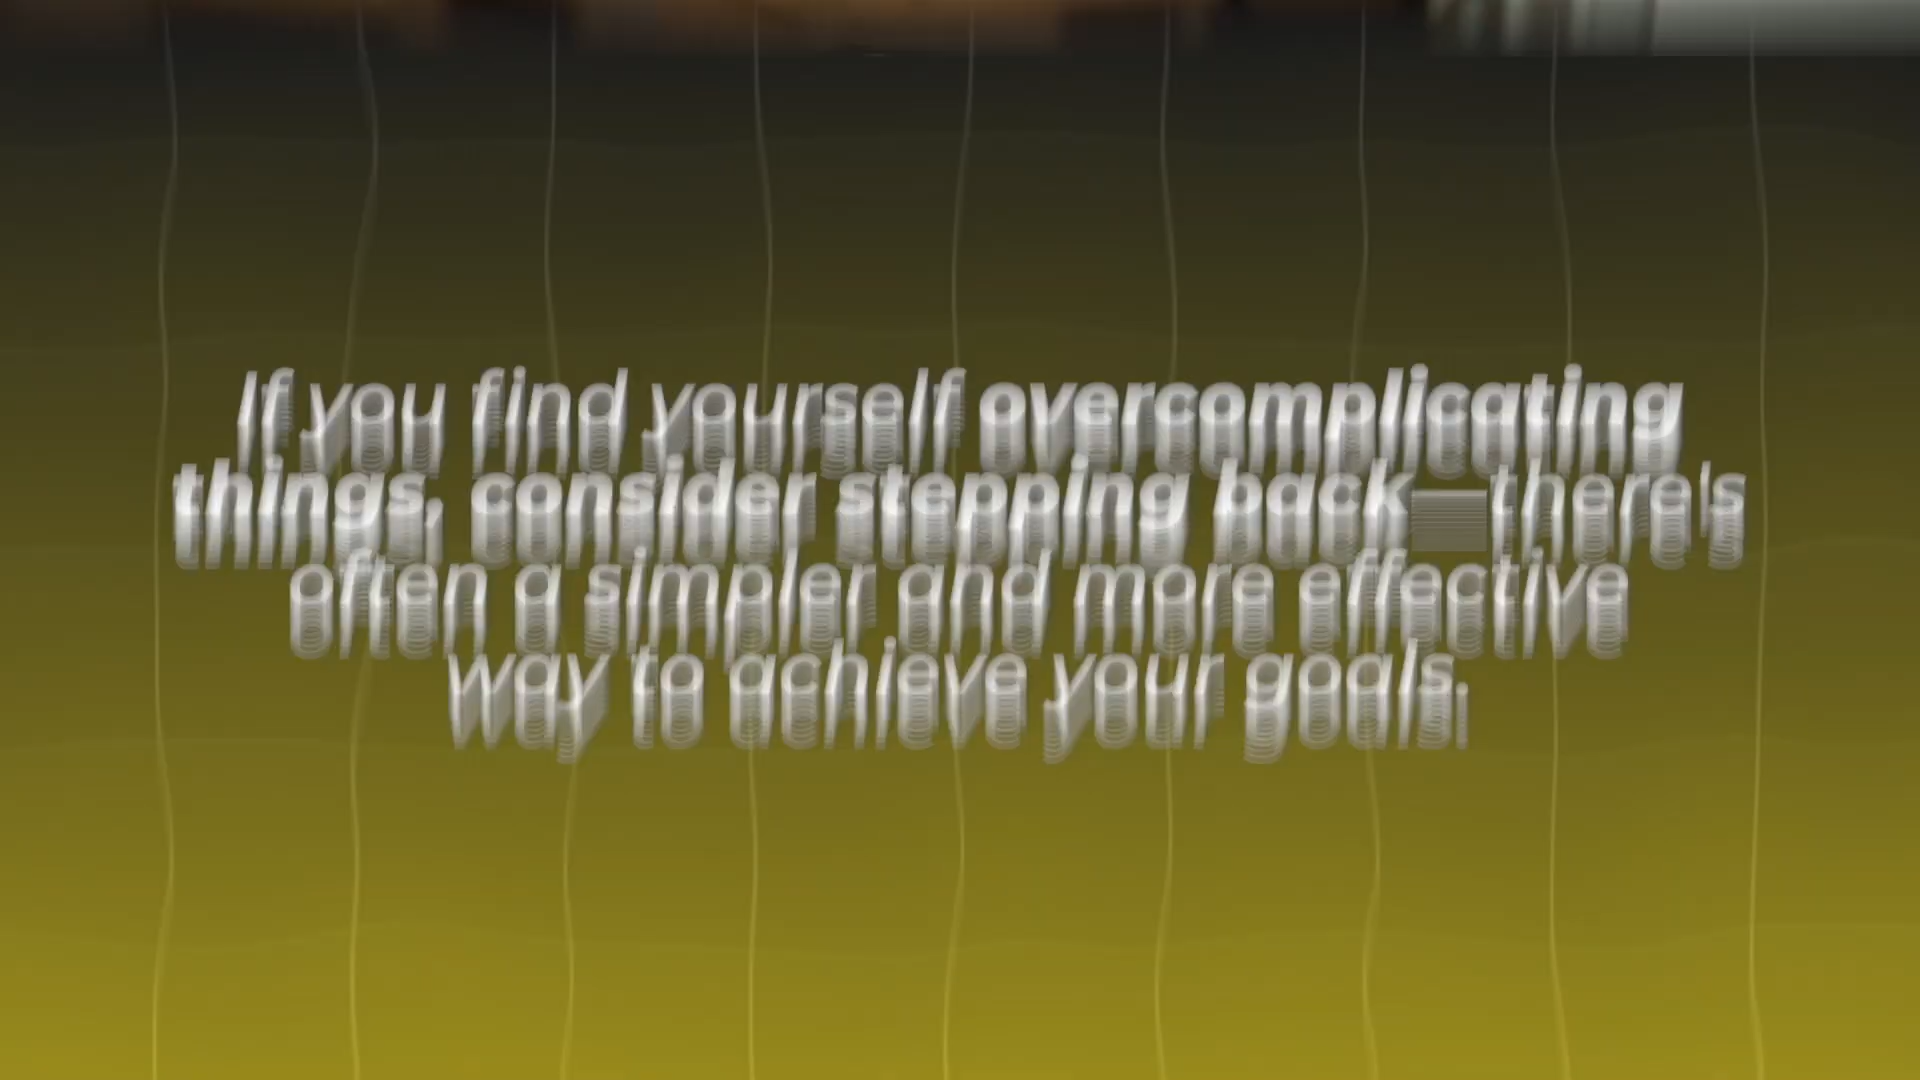 If you find yourself overcomplicating
things, consider stepping back—there's
often a simpler and more effective
way to achieve your goals.